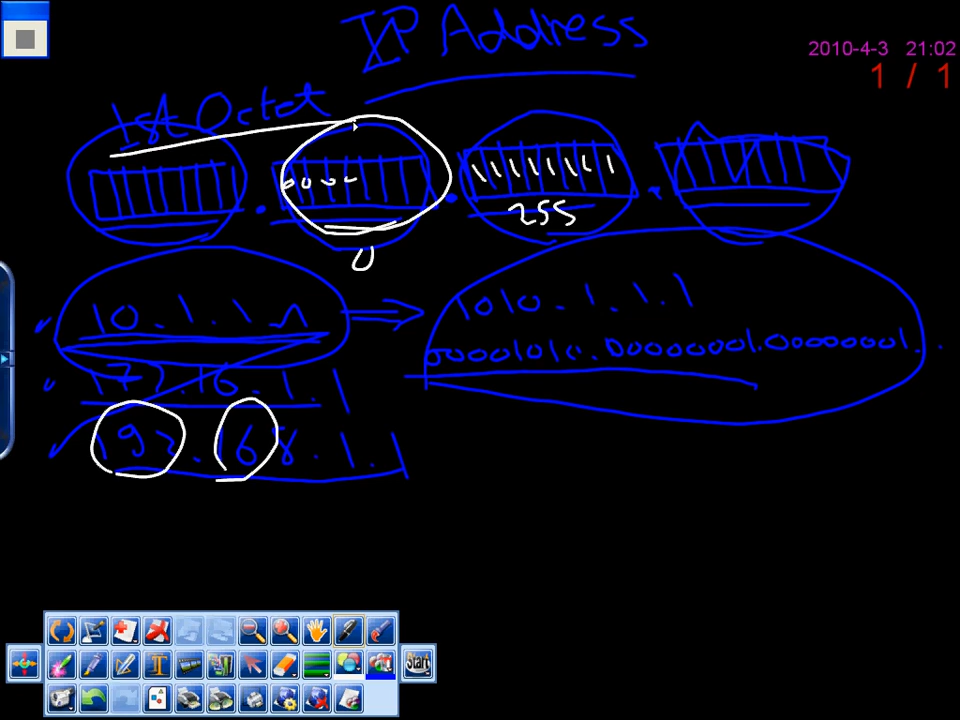 IP Address
2010-4-3 21:02
1 / 1
1st Octet
0000
11111111
0
255
10.1.1.1
1010.1.1.1
00001010.00000001.00000001..
172.16.1.1
192.168.1.1
Start